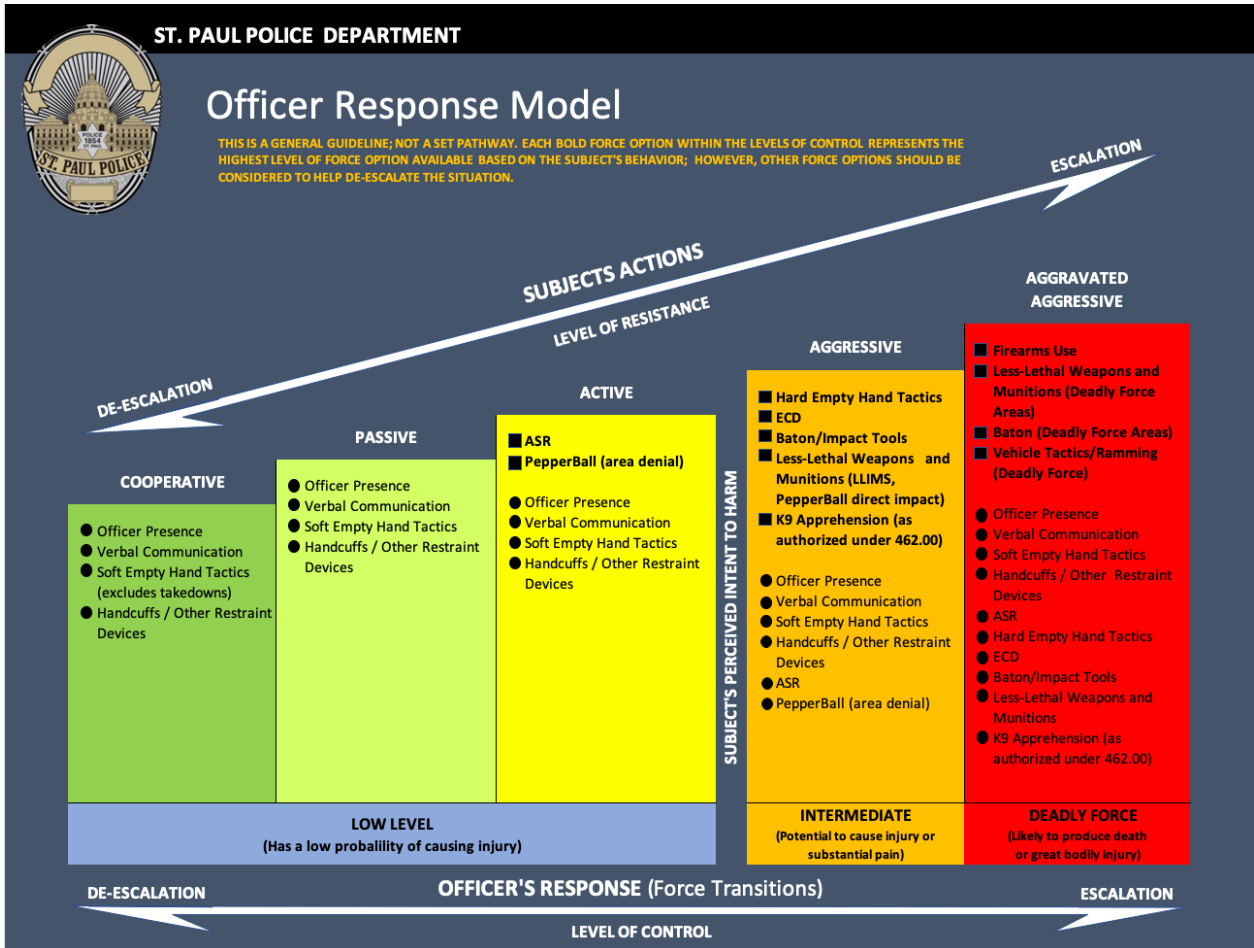 ST. PAUL POLICE DEPARTMENT
POLICE
1854
ST. PAUL
ST. PAUL POLICE
Officer Response Model
THIS IS A GENERAL GUIDELINE; NOT A SET PATHWAY. EACH BOLD FORCE OPTION WITHIN THE LEVELS OF CONTROL REPRESENTS THE
HIGHEST LEVEL OF FORCE OPTION AVAILABLE BASED ON THE SUBJECT'S BEHAVIOR; HOWEVER, OTHER FORCE OPTIONS SHOULD BE
CONSIDERED TO HELP DE-ESCALATE THE SITUATION.
ESCALATION
SUBJECTS ACTIONS
LEVEL OF RESISTANCE
DE-ESCALATION
COOPERATIVE
● Officer Presence
● Verbal Communication
● Soft Empty Hand Tactics
(excludes takedowns)
● Handcuffs / Other Restraint
Devices
PASSIVE
● Officer Presence
● Verbal Communication
● Soft Empty Hand Tactics
● Handcuffs / Other Restraint
Devices
ACTIVE
■ ASR
■ PepperBall (area denial)
● Officer Presence
● Verbal Communication
● Soft Empty Hand Tactics
● Handcuffs / Other Restraint
Devices
SUBJECT'S PERCEIVED INTENT TO HARM
AGGRESSIVE
■ Hard Empty Hand Tactics
■ ECD
■ Baton/Impact Tools
■ Less-Lethal Weapons and
Munitions (LLIMS,
PepperBall direct impact)
■ K9 Apprehension (as
authorized under 462.00)
● Officer Presence
● Verbal Communication
● Soft Empty Hand Tactics
● Handcuffs / Other Restraint
Devices
● ASR
● PepperBall (area denial)
AGGRAVATED
AGGRESSIVE
■ Firearms Use
■ Less-Lethal Weapons and
Munitions (Deadly Force
Areas)
■ Baton (Deadly Force Areas)
■ Vehicle Tactics/Ramming
(Deadly Force)
● Officer Presence
● Verbal Communication
● Soft Empty Hand Tactics
● Handcuffs / Other Restraint
Devices
● ASR
● Hard Empty Hand Tactics
● ECD
● Baton/Impact Tools
● Less-Lethal Weapons and
Munitions
● K9 Apprehension (as
authorized under 462.00)
LOW LEVEL
(Has a low probalility of causing injury)
INTERMEDIATE
(Potential to cause injury or
substantial pain)
DEADLY FORCE
(Likely to produce death
or great bodily injury)
DE-ESCALATION
OFFICER'S RESPONSE (Force Transitions)
ESCALATION
LEVEL OF CONTROL